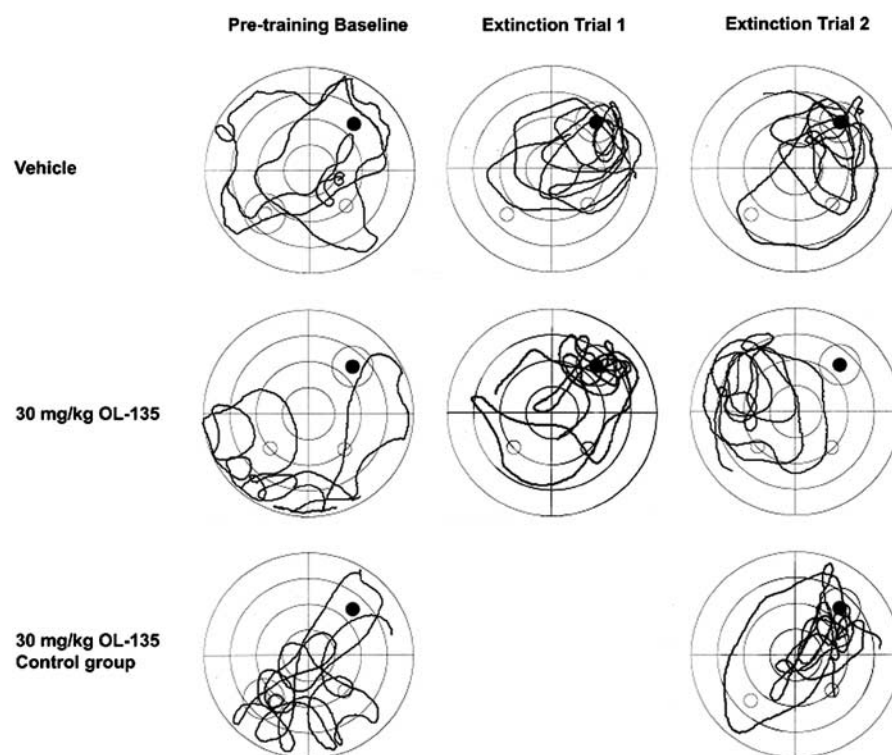 Pre-training Baseline Extinction Trial 1 Extinction Trial 2
Vehicle
30 mg/kg OL-135
30 mg/kg OL-135
Control group